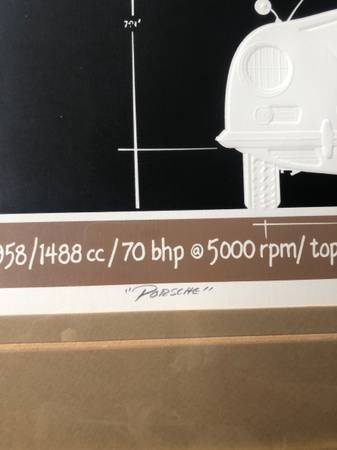 958/1488 cc/70 bhp @ 5000 rpm/ top
"PORSCHE"